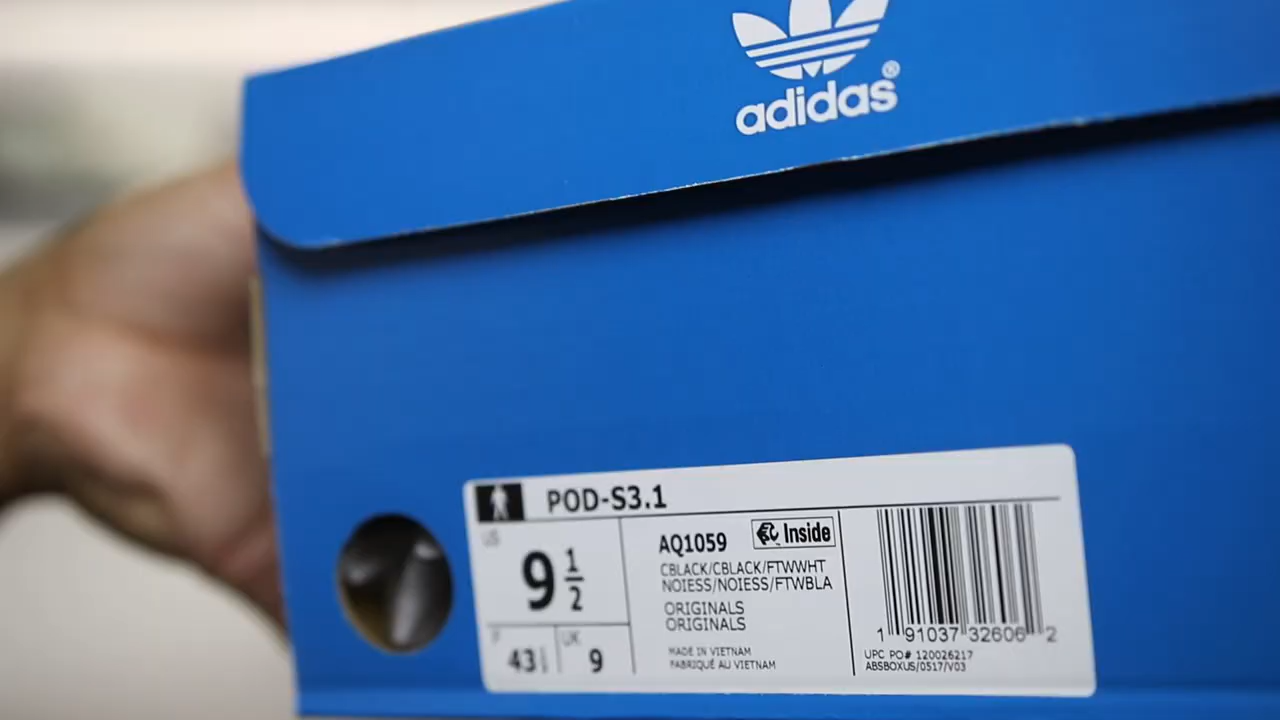 adidas®
POD-S3.1
US
9 1/2
F
43
UK
9
AQ1059
Inside
CBLACK/CBLACK/FTWWHT
NOIESS/NOIESS/FTWBLA
ORIGINALS
ORIGINALS
MADE IN VIETNAM
FABRIQUÉ AU VIETNAM
1 91037 32606 2
UPC PO# 120026217
ABSBOXUS/0517/V03